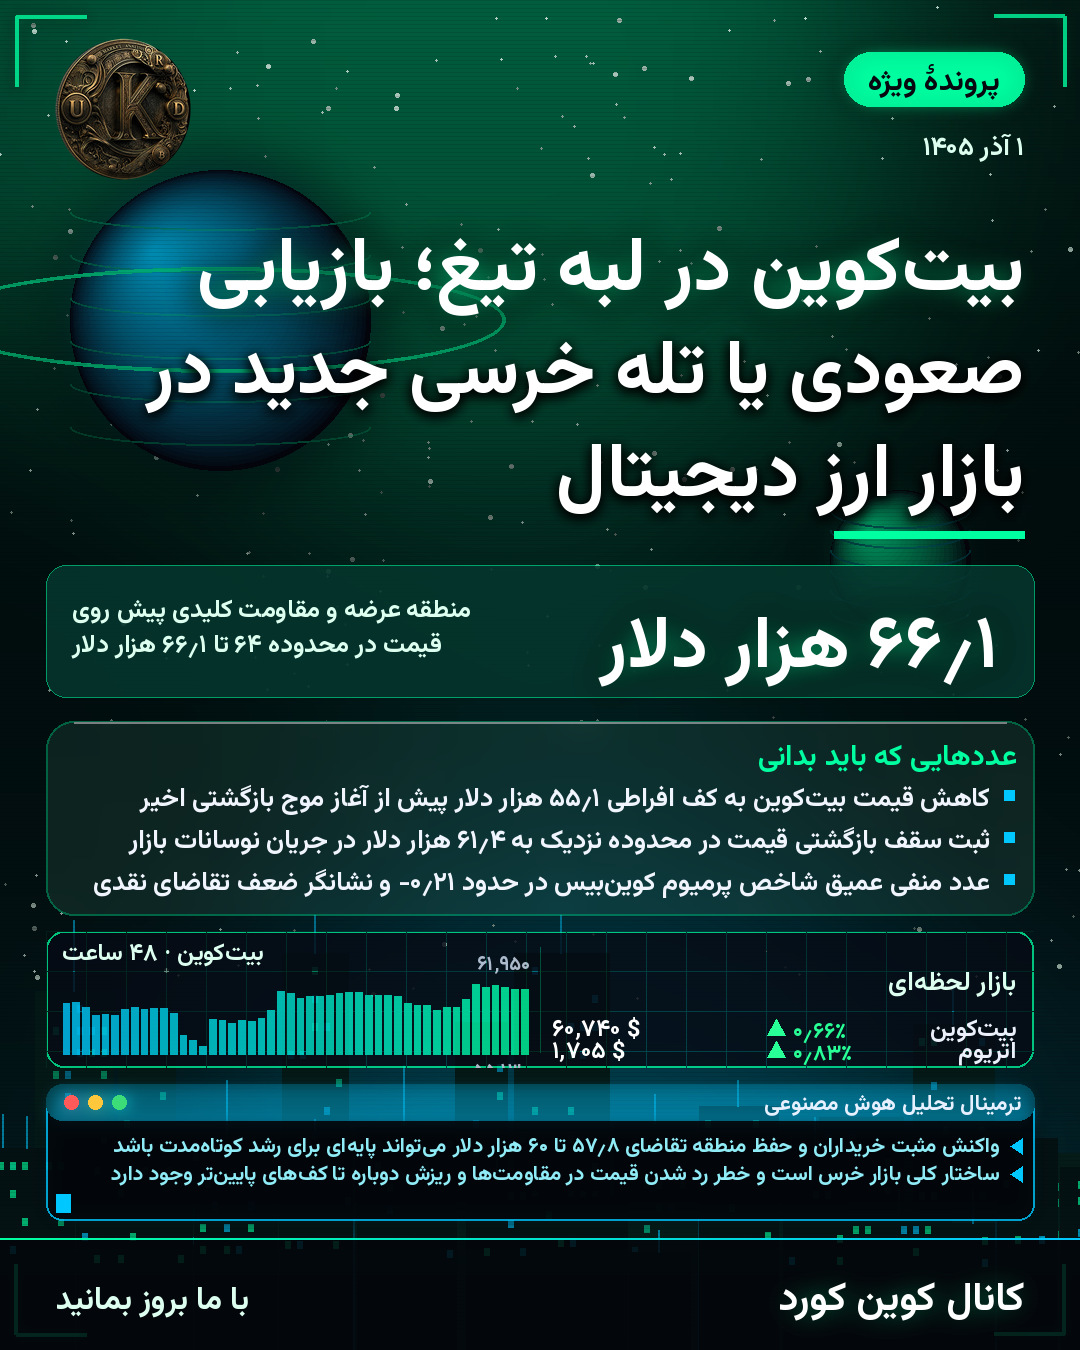 پروندهٔ ویژه
۱ آذر ۱۴۰۵
بیت‌کوین در لبه تیغ؛ بازیابی
صعودی یا تله خرسی جدید در
بازار ارز دیجیتال
۶۶٫۱ هزار دلار
منطقه عرضه و مقاومت کلیدی پیش روی
قیمت در محدوده ۶۴ تا ۶۶٫۱ هزار دلار
عددهایی که باید بدانی
کاهش قیمت بیت‌کوین به کف افراطی ۵۵٫۱ هزار دلار پیش از آغاز موج بازگشتی اخیر
ثبت سقف بازگشتی قیمت در محدوده نزدیک به ۶۱٫۴ هزار دلار در جریان نوسانات بازار
عدد منفی عمیق شاخص پرمیوم کوین‌بیس در حدود ۰٫۲۱- و نشانگر ضعف تقاضای نقدی
بازار لحظه‌ای
بیت‌کوین ▲ ۰٫۶۶٪ ۶۰,۷۴۰ $
اتریوم ▲ ۰٫۸۳٪ ۱,۷۰۵ $
بیت‌کوین · ۴۸ ساعت
۶۱,۹۵۰
ترمینال تحلیل هوش مصنوعی
واکنش مثبت خریداران و حفظ منطقه تقاضای ۵۷٫۸ تا ۶۰ هزار دلار می‌تواند پایه‌ای برای رشد کوتاه‌مدت باشد
ساختار کلی بازار خرس است و خطر رد شدن قیمت در مقاومت‌ها و ریزش دوباره تا کف‌های پایین‌تر وجود دارد
کانال کوین کورد
با ما بروز بمانید